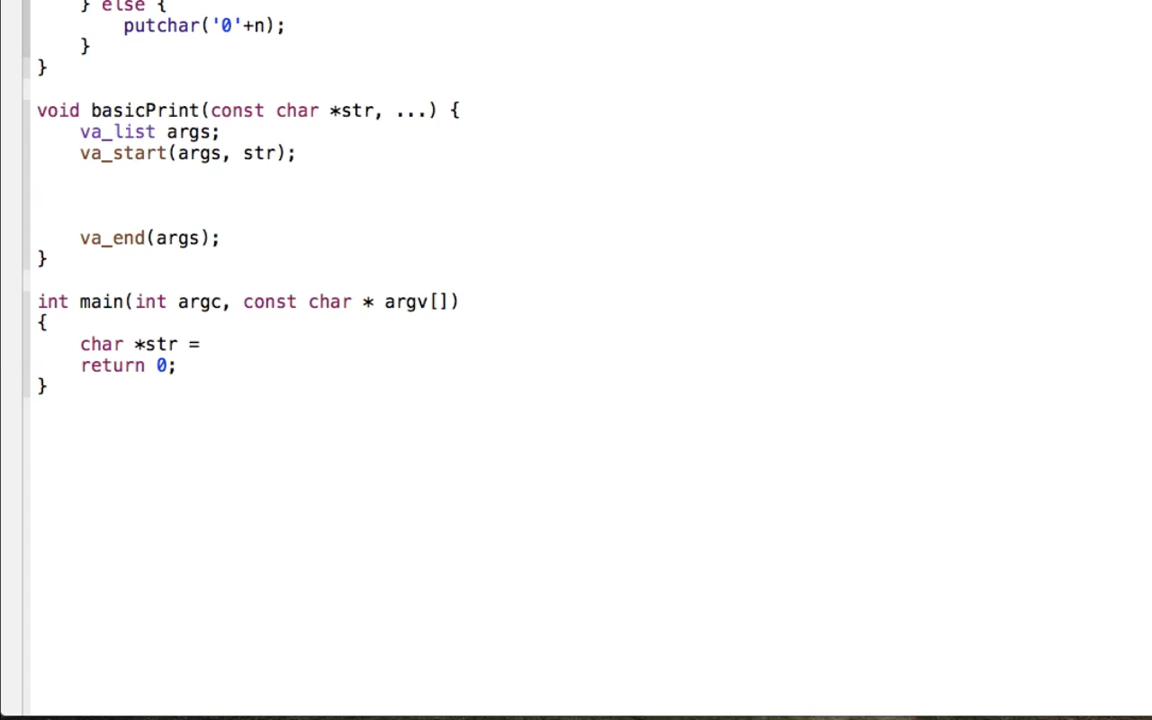 } else {
putchar('0'+n);
}
}
void basicPrint(const char *str, ...) {
va_list args;
va_start(args, str);
va_end(args);
}
int main(int argc, const char * argv[])
{
char *str =
return 0;
}